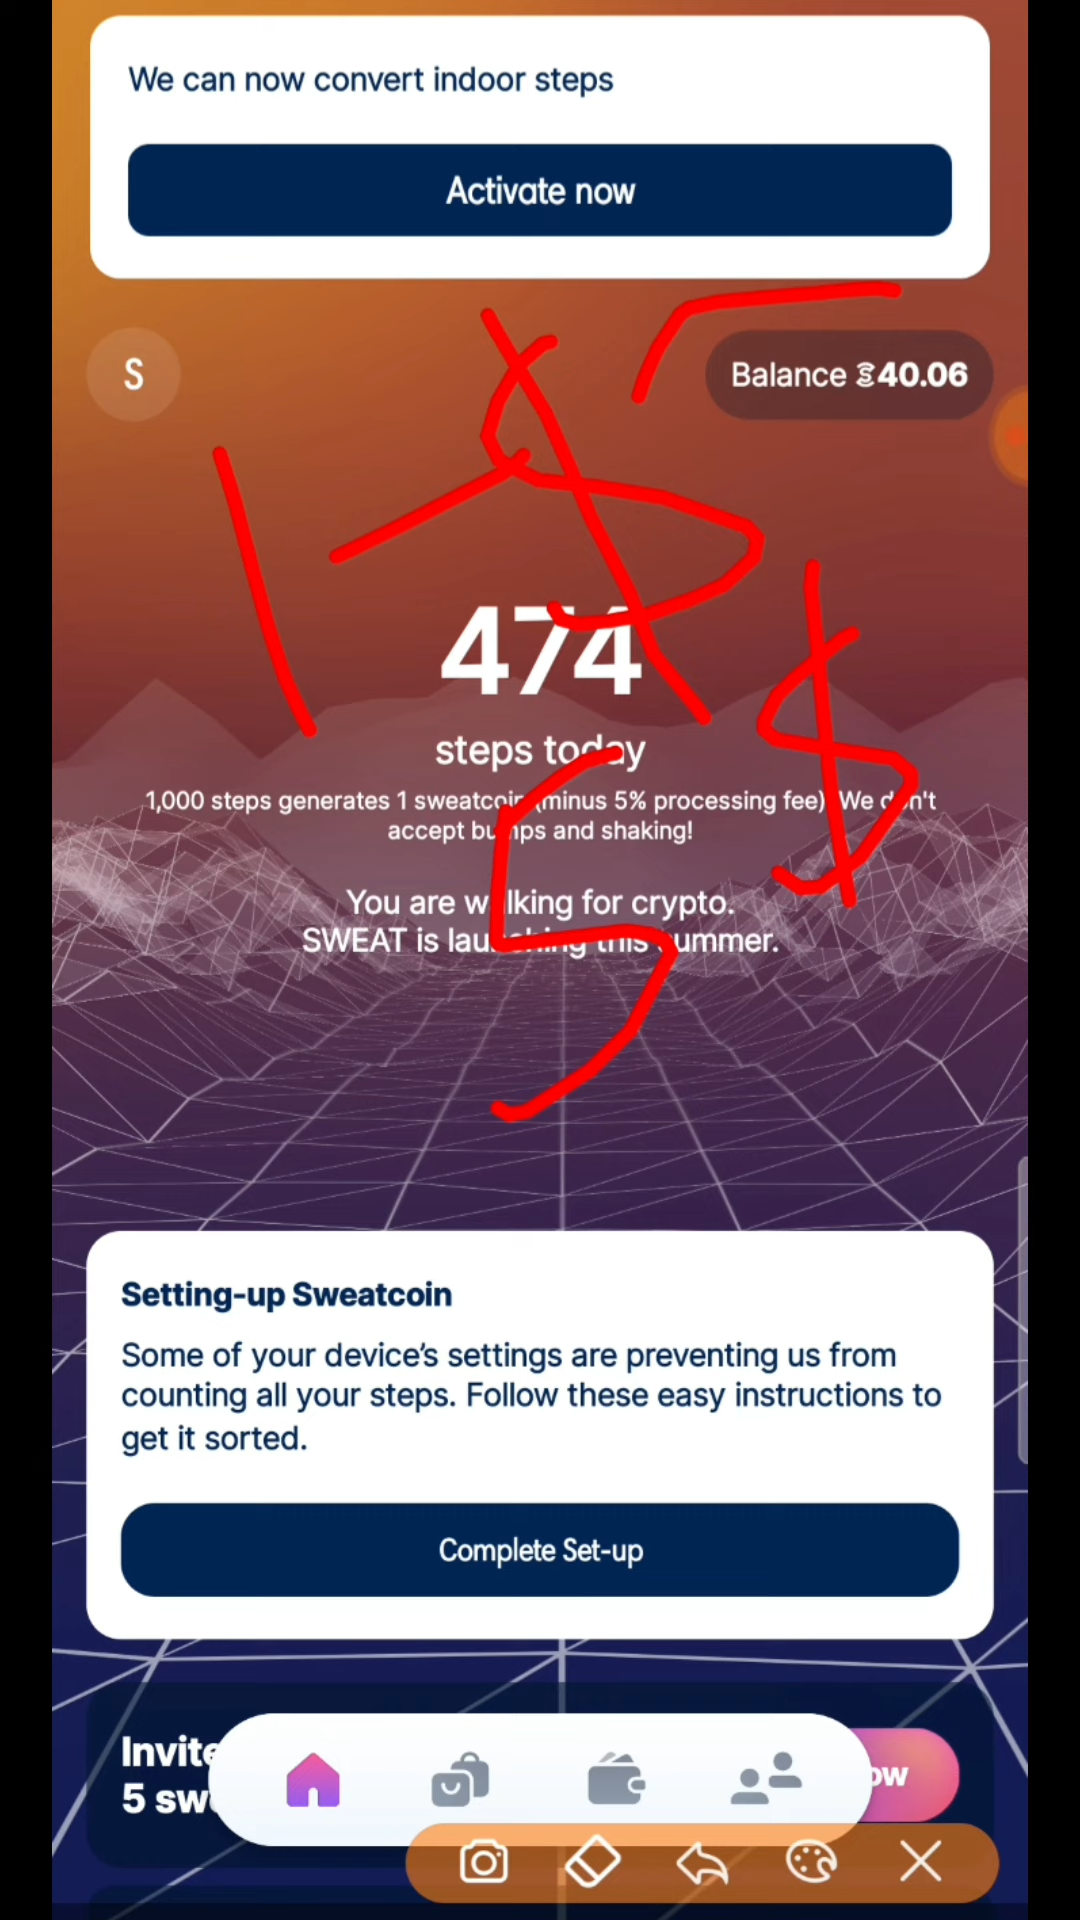 We can now convert indoor steps
Activate now
S
Balance 40.06
474
steps today
1,000 steps generates 1 sweatcoin (minus 5% processing fee) We don't
accept bumps and shaking!
You are walking for crypto.
SWEAT is launching this summer.
Setting-up Sweatcoin
Some of your device’s settings are preventing us from
counting all your steps. Follow these easy instructions to
get it sorted.
Complete Set-up
Invite
5